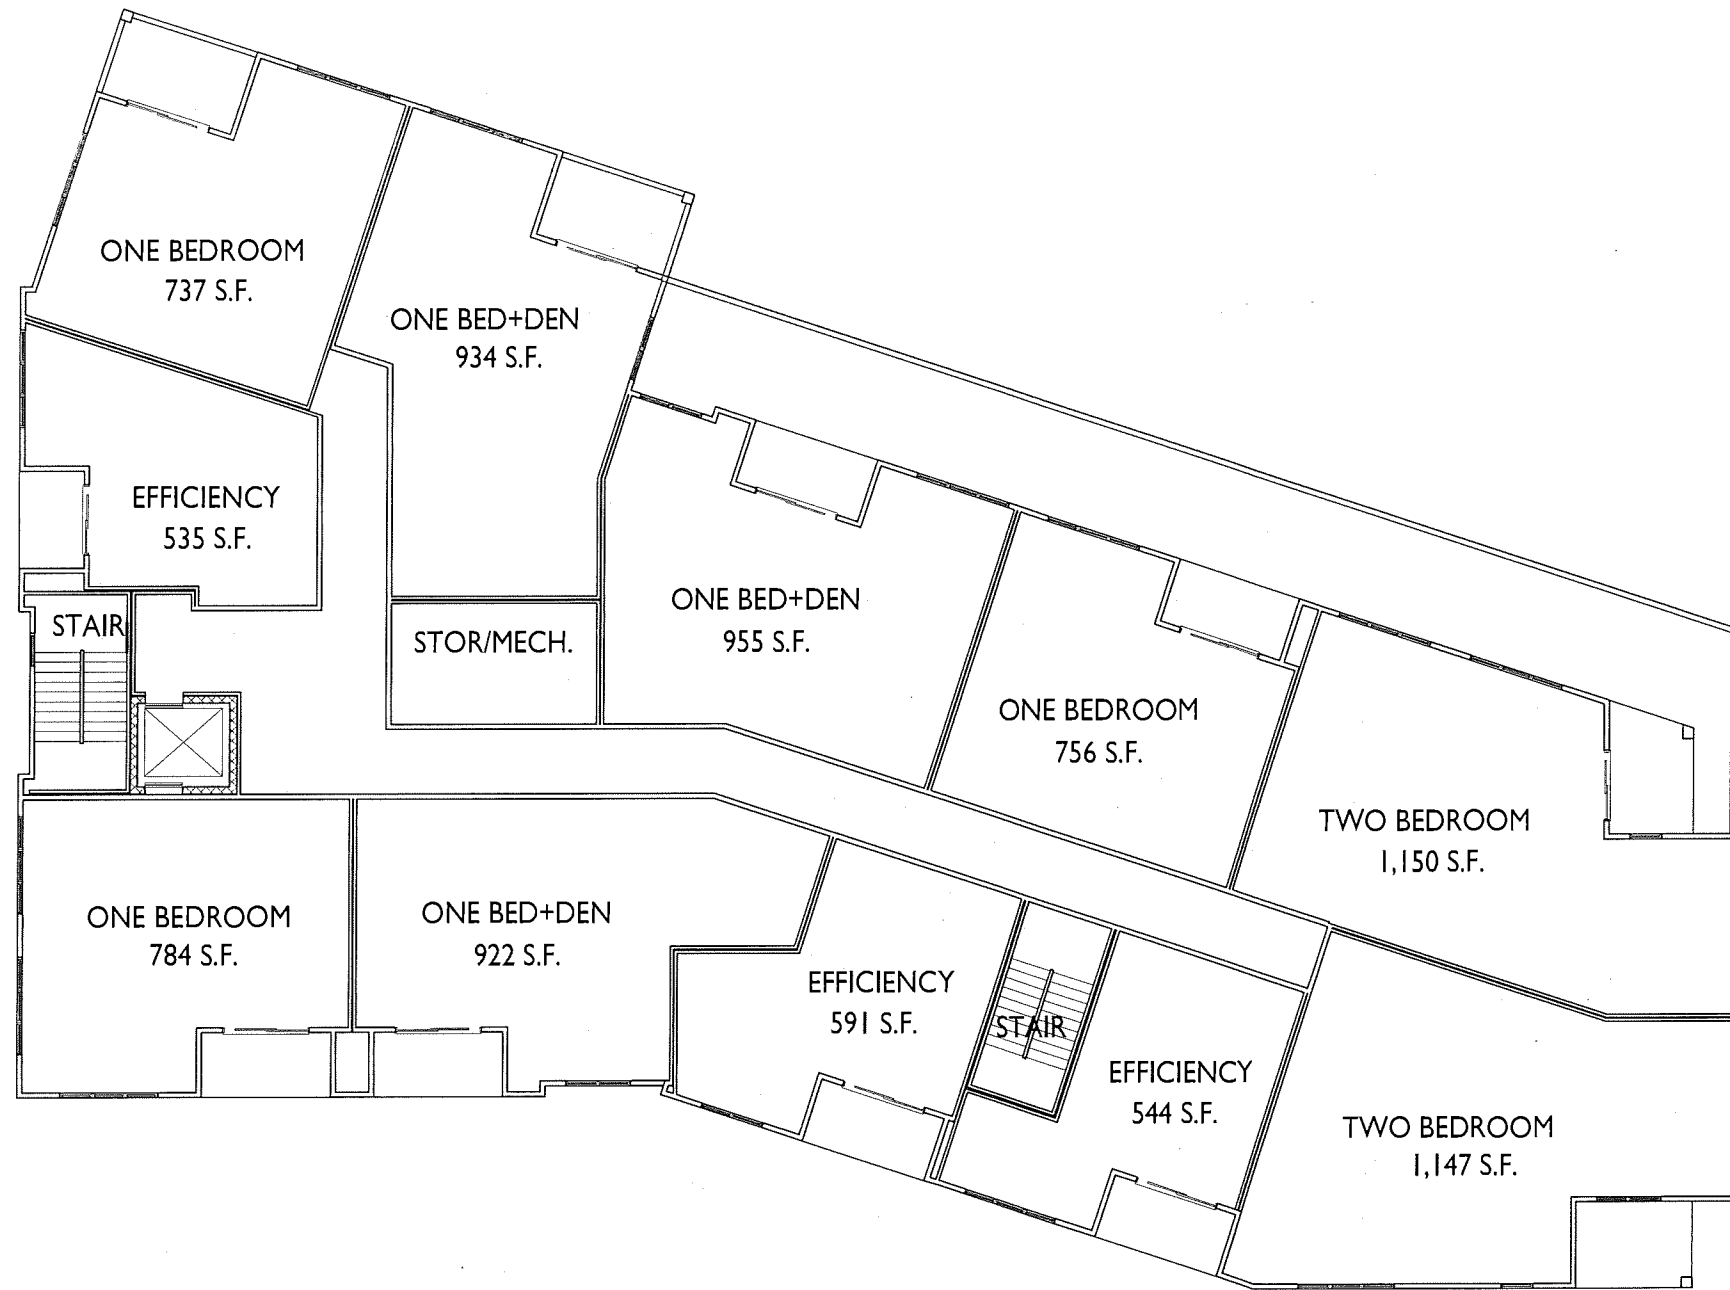 ONE BEDROOM
737 S.F.
ONE BED+DEN
934 S.F.
EFFICIENCY
535 S.F.
STAIR
STOR/MECH.
ONE BED+DEN
955 S.F.
ONE BEDROOM
756 S.F.
TWO BEDROOM
1,150 S.F.
ONE BEDROOM
784 S.F.
ONE BED+DEN
922 S.F.
EFFICIENCY
591 S.F.
STAIR
EFFICIENCY
544 S.F.
TWO BEDROOM
1,147 S.F.